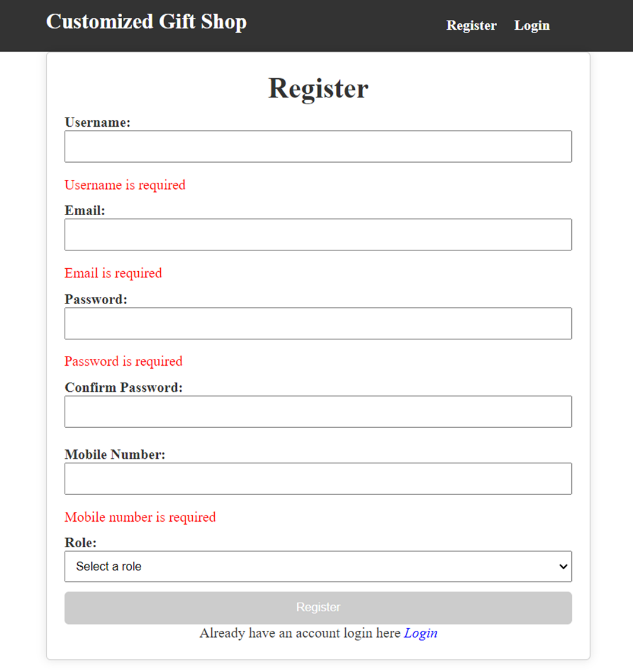 Customized Gift Shop
Register Login
Register
Username:
Username is required
Email:
Email is required
Password:
Password is required
Confirm Password:
Mobile Number:
Mobile number is required
Role:
Select a role
Register
Already have an account login here Login